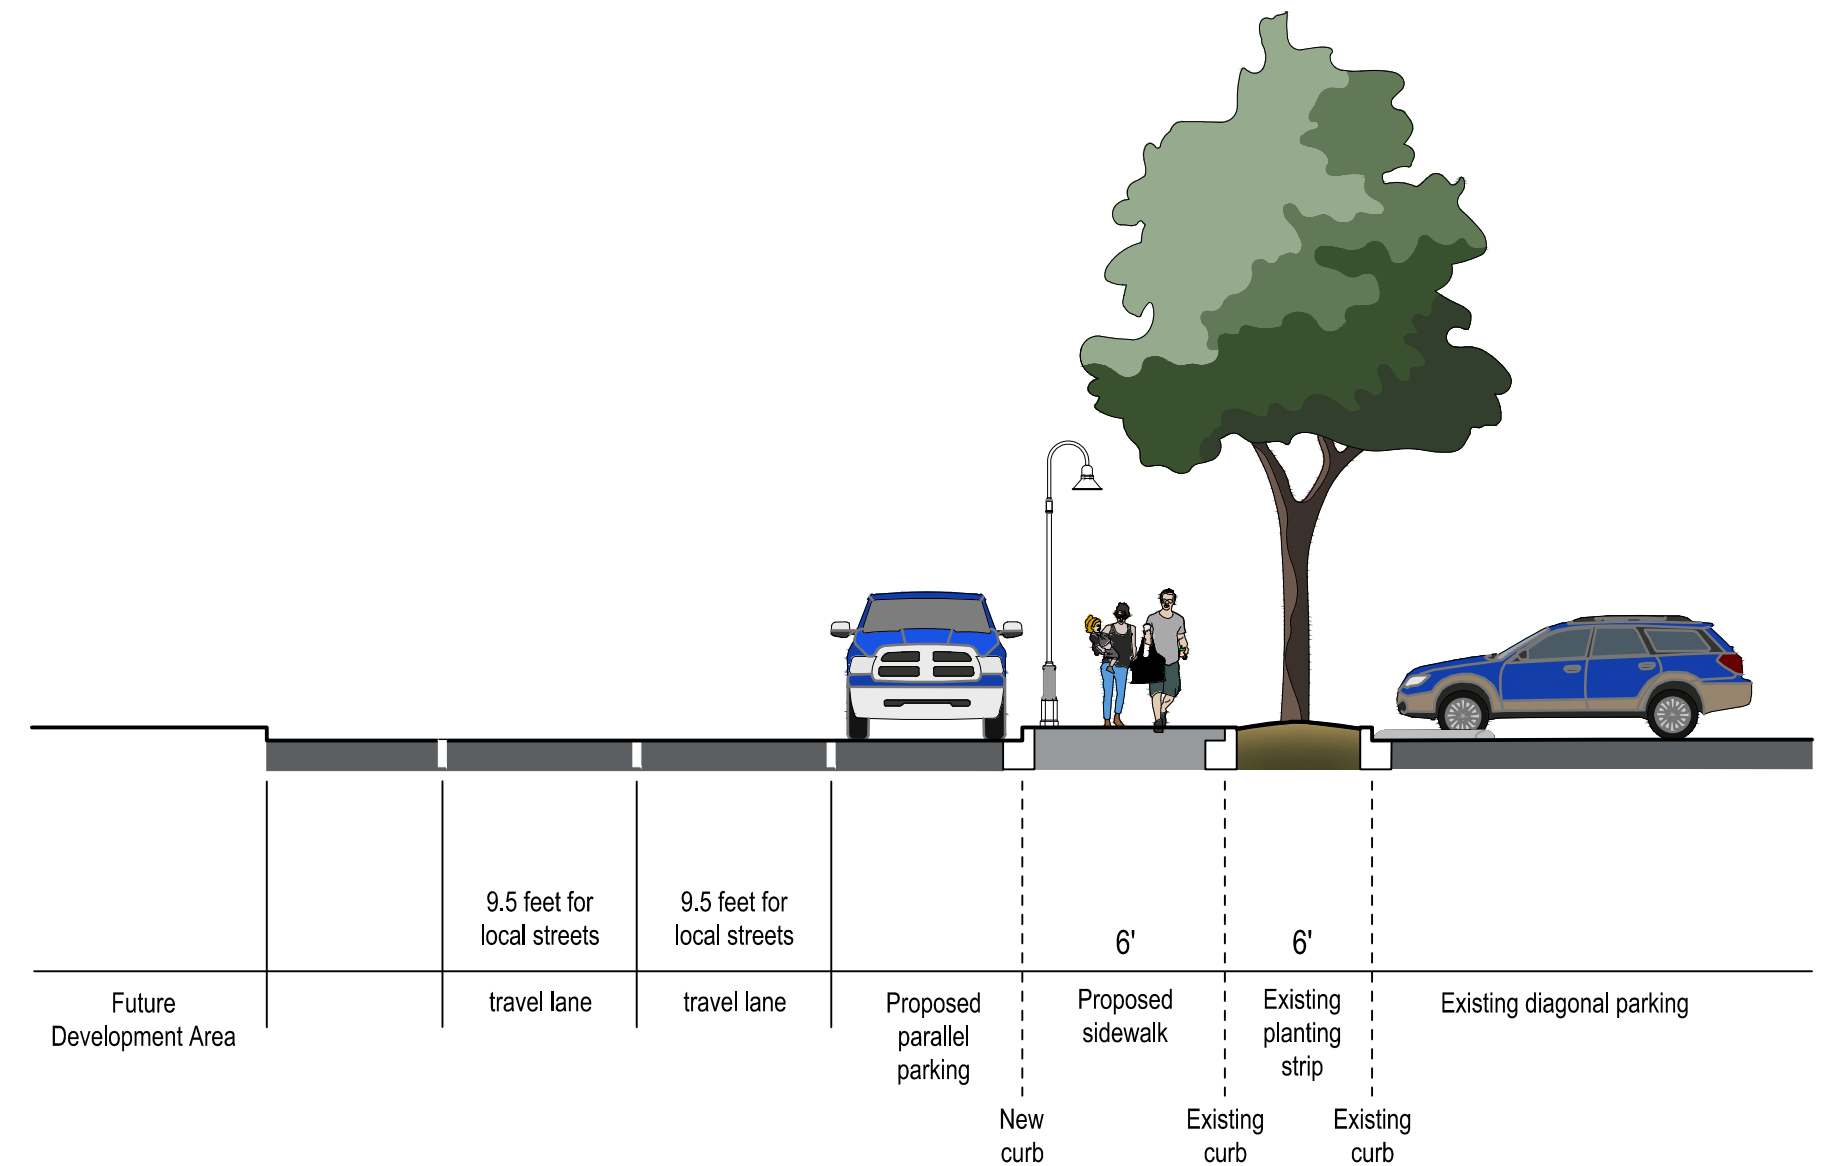 9.5 feet for
local streets
9.5 feet for
local streets
6'
6'
Future
Development Area
travel lane
travel lane
Proposed
parallel
parking
Proposed
sidewalk
Existing
planting
strip
Existing diagonal parking
New
curb
Existing
curb
Existing
curb